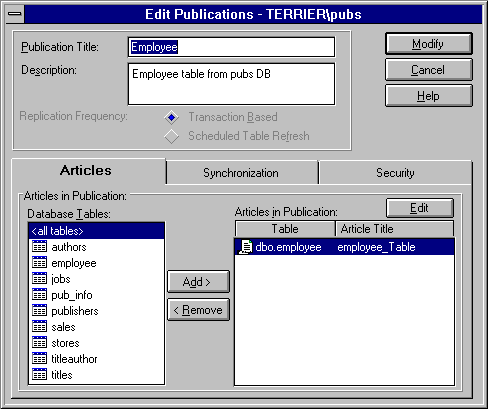 Edit Publications - TERRIER\pubs
Publication Title: Employee
Modify
Description: Employee table from pubs DB
Cancel
Help
Replication Frequency: Transaction Based
Scheduled Table Refresh
Articles Synchronization Security
Articles in Publication:
Database Tables:
Articles in Publication: Edit
<all tables>
authors
employee
jobs
pub_info
publishers
sales
stores
titleauthor
titles
Add >
< Remove
Table Article Title
dbo.employee employee_Table